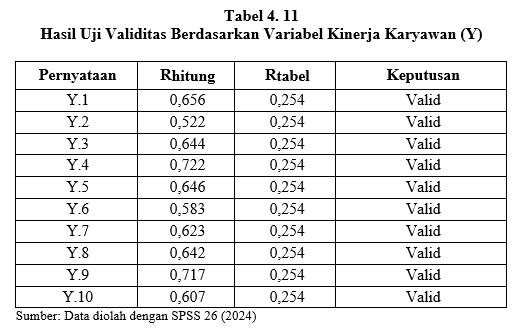 Tabel 4. 11
Hasil Uji Validitas Berdasarkan Variabel Kinerja Karyawan (Y)
Pernyataan Rhitung Rtabel Keputusan
Y.1 0,656 0,254 Valid
Y.2 0,522 0,254 Valid
Y.3 0,644 0,254 Valid
Y.4 0,722 0,254 Valid
Y.5 0,646 0,254 Valid
Y.6 0,583 0,254 Valid
Y.7 0,623 0,254 Valid
Y.8 0,642 0,254 Valid
Y.9 0,717 0,254 Valid
Y.10 0,607 0,254 Valid
Sumber: Data diolah dengan SPSS 26 (2024)